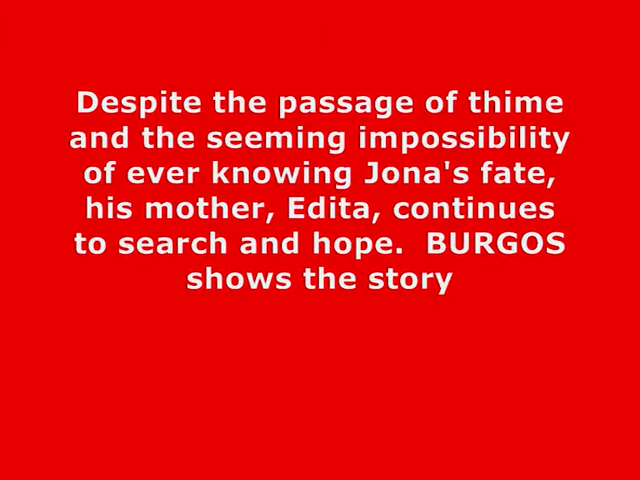 Despite the passage of thime
and the seeming impossibility
of ever knowing Jona's fate,
his mother, Edita, continues
to search and hope.  BURGOS
shows the story